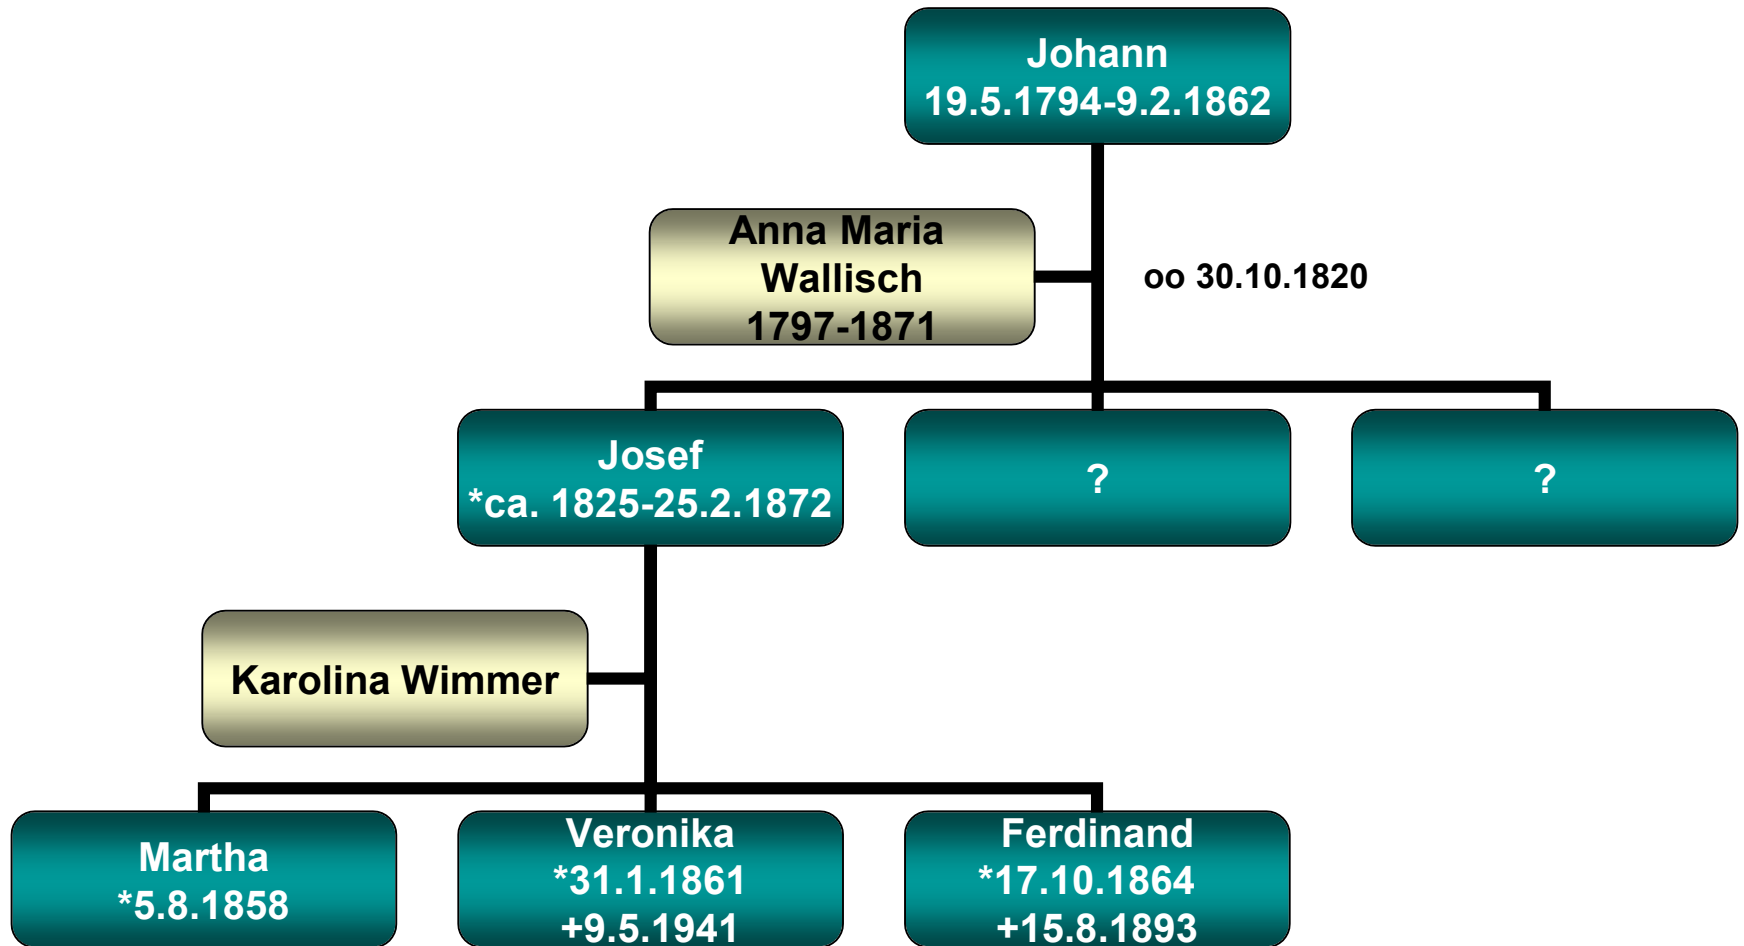 Johann
19.5.1794-9.2.1862
Anna Maria
Wallisch
1797-1871
oo 30.10.1820
Josef
*ca. 1825-25.2.1872
?
?
Karolina Wimmer
Martha
*5.8.1858
Veronika
*31.1.1861
+9.5.1941
Ferdinand
*17.10.1864
+15.8.1893